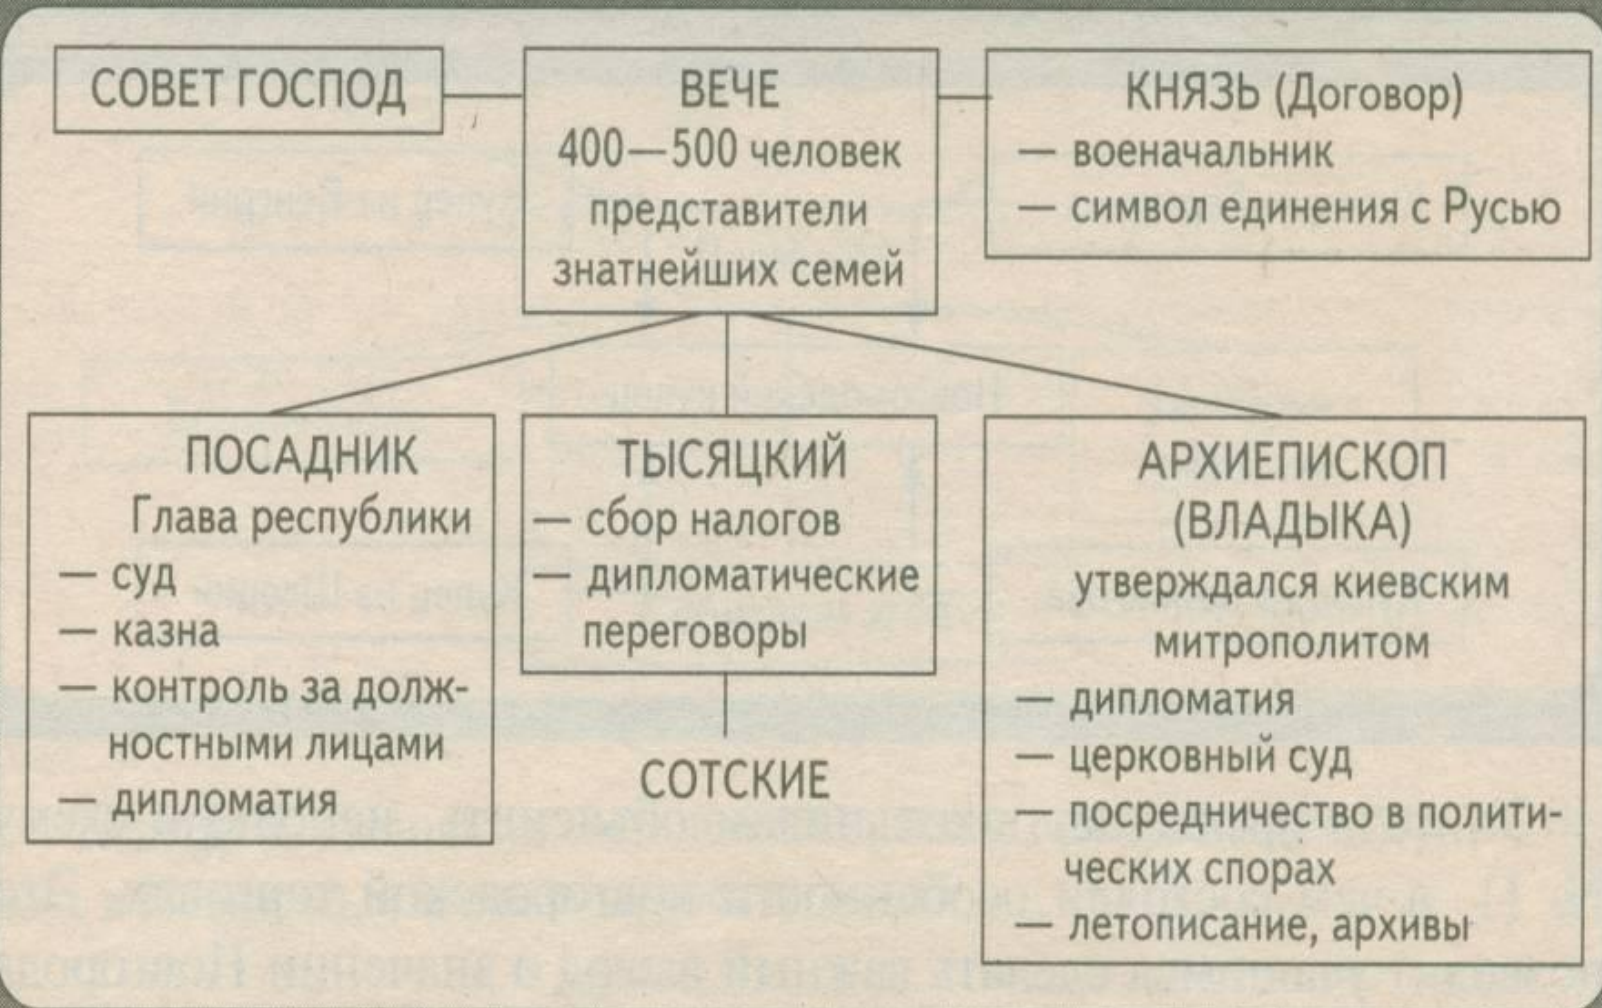 СОВЕТ ГОСПОД
ВЕЧЕ
400—500 человек
представители
знатнейших семей
КНЯЗЬ (Договор)
— военачальник
— символ единения с Русью
ПОСАДНИК
Глава республики
— суд
— казна
— контроль за долж-
ностными лицами
— дипломатия
ТЫСЯЦКИЙ
— сбор налогов
— дипломатические
переговоры
СОТСКИЕ
АРХИЕПИСКОП
(ВЛАДЫКА)
утверждался киевским
митрополитом
— дипломатия
— церковный суд
— посредничество в полити-
ческих спорах
— летописание, архивы